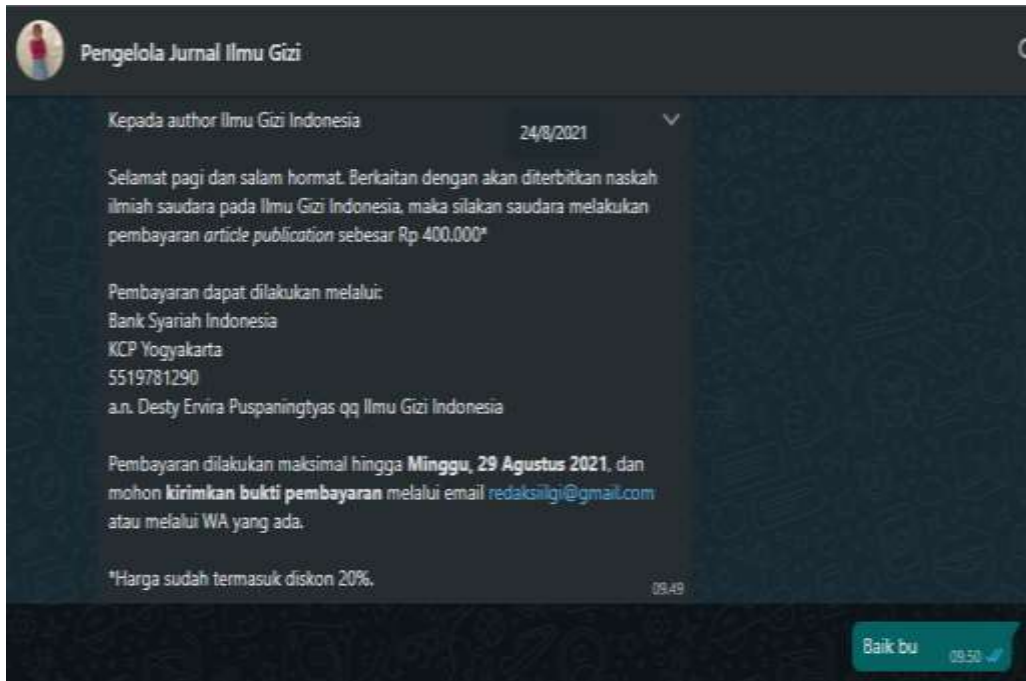 Pengelola Jurnal Ilmu Gizi
Kepada author Ilmu Gizi Indonesia
24/8/2021
Selamat pagi dan salam hormat. Berkaitan dengan akan diterbitkan naskah
ilmiah saudara pada Ilmu Gizi Indonesia, maka silakan saudara melakukan
pembayaran article publication sebesar Rp 400.000*
Pembayaran dapat dilakukan melalui:
Bank Syariah Indonesia
KCP Yogyakarta
5519781290
a.n. Desty Ervira Puspaningtyas qq Ilmu Gizi Indonesia
Pembayaran dilakukan maksimal hingga Minggu, 29 Agustus 2021, dan
mohon kirimkan bukti pembayaran melalui email redaksiilgi@gmail.com
atau melalui WA yang ada.
*Harga sudah termasuk diskon 20%.
09.49
Baik bu
09.50